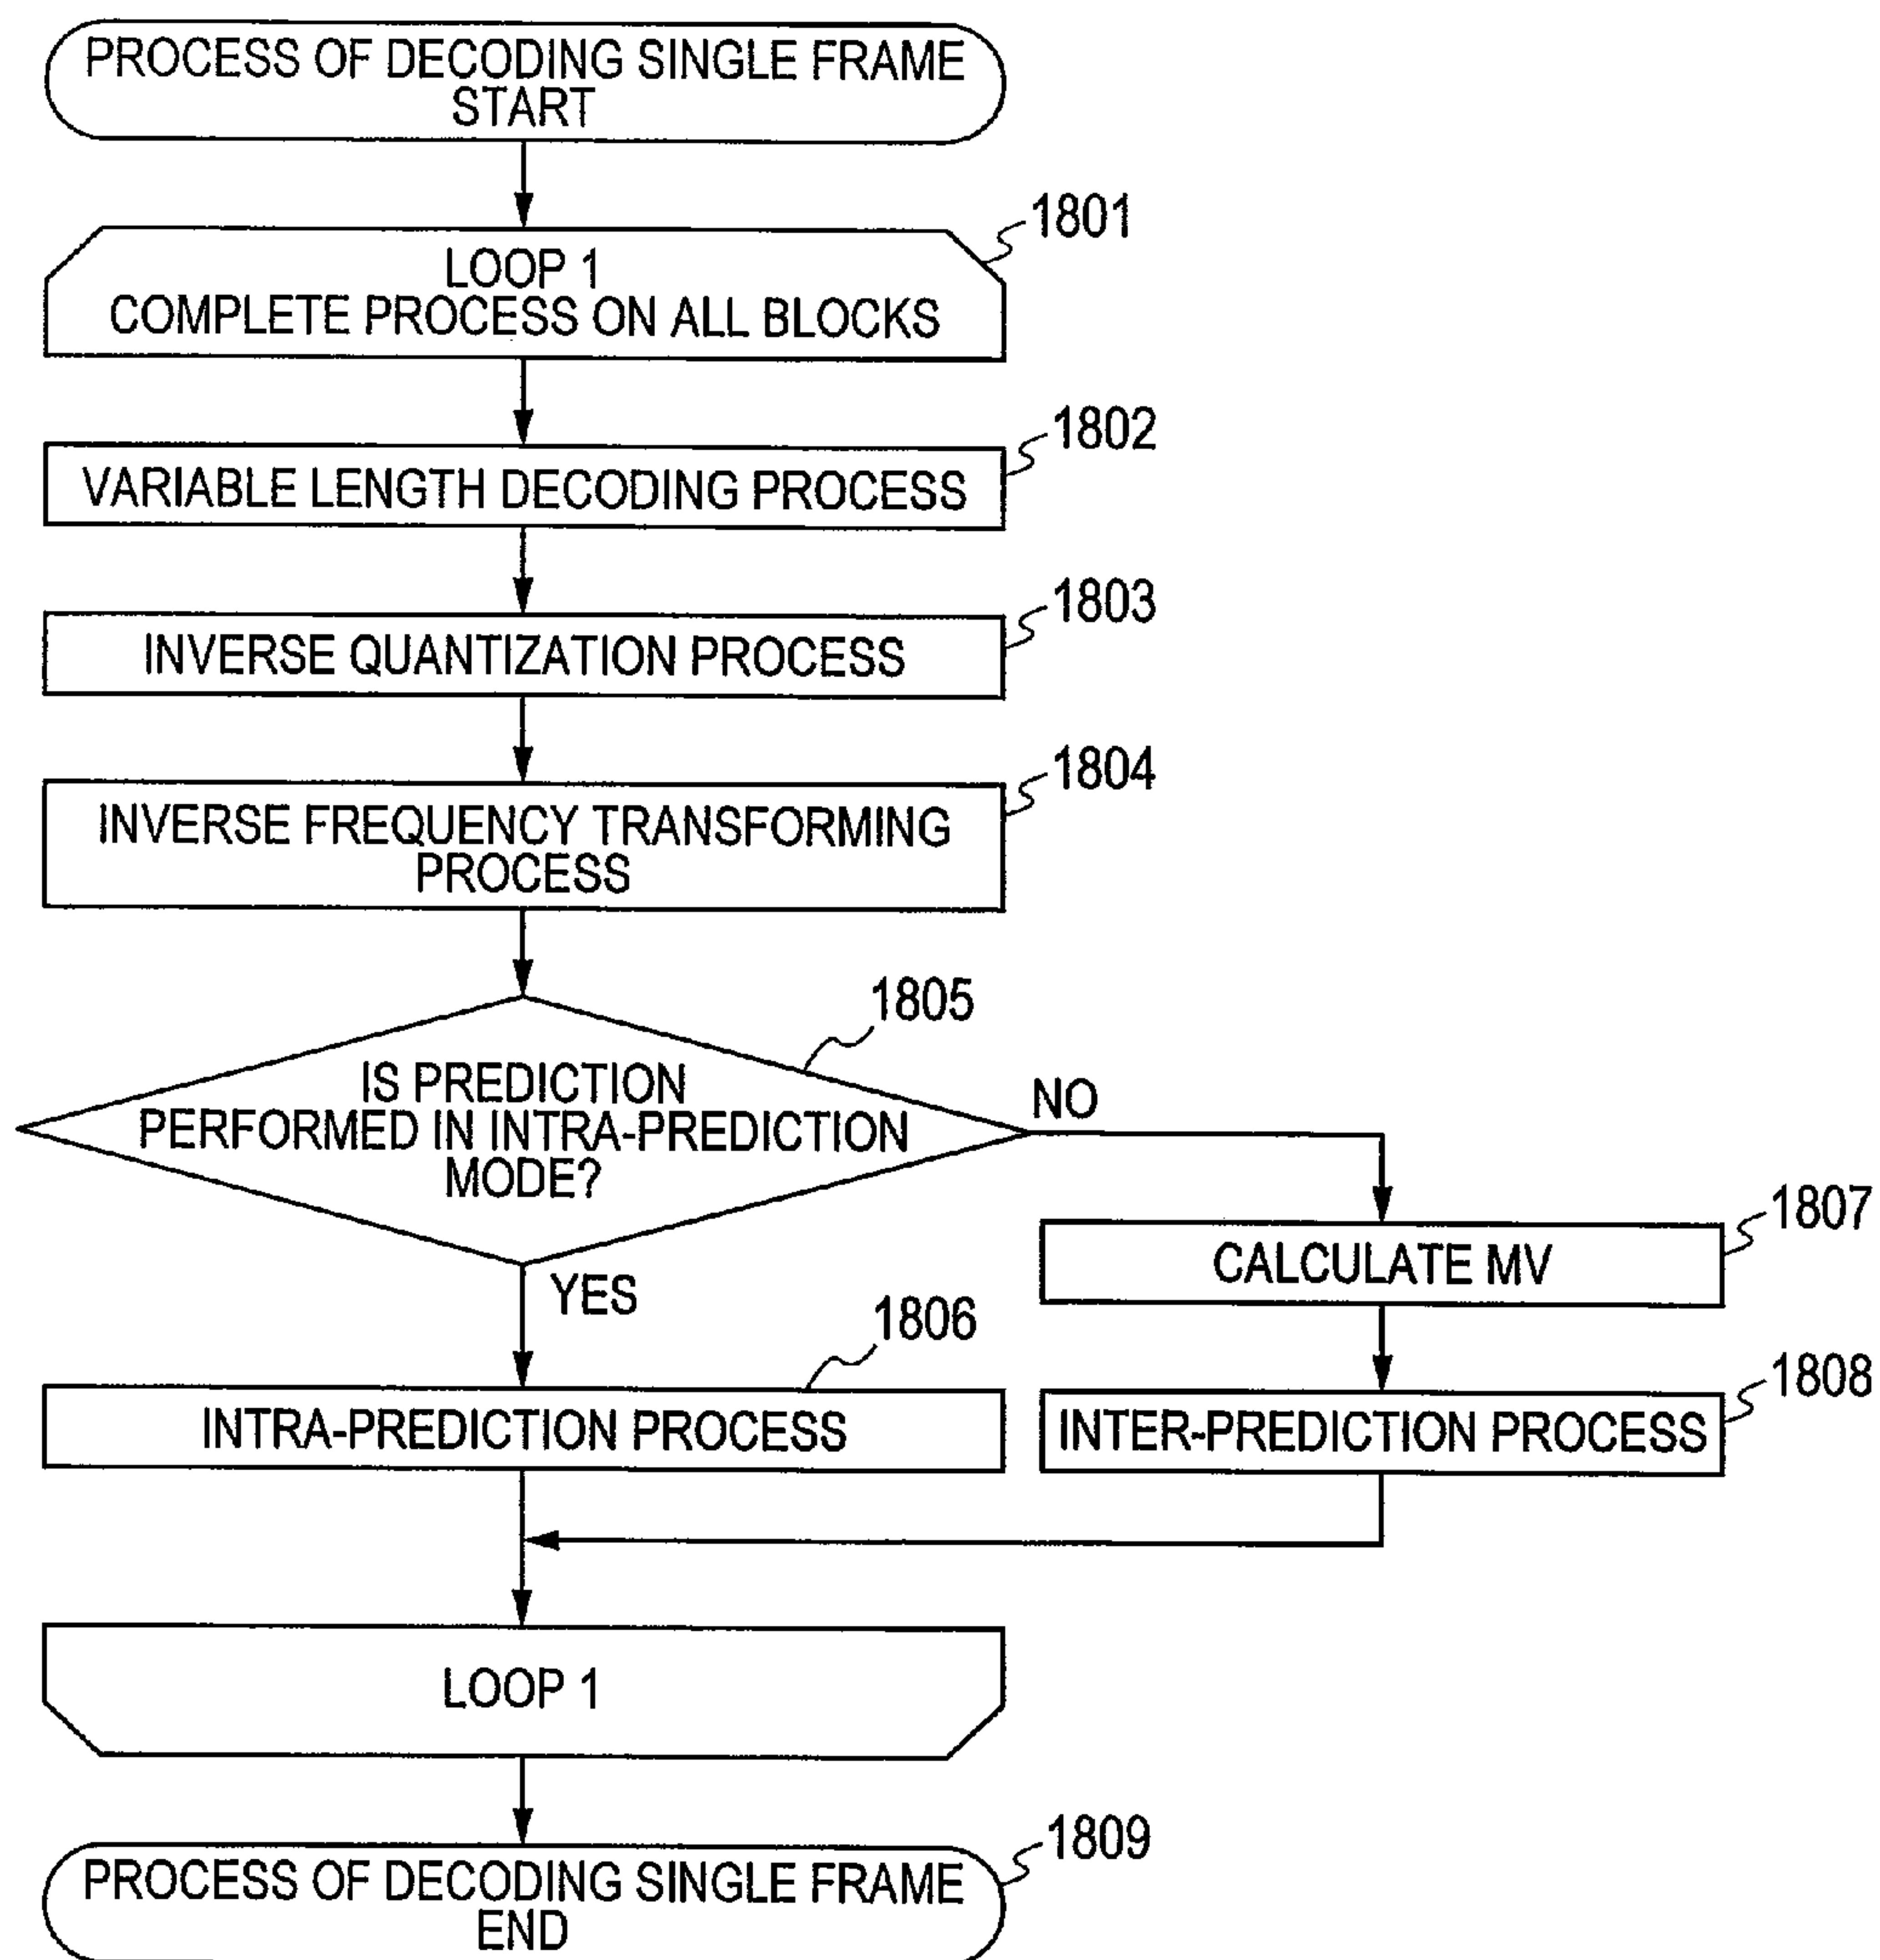 PROCESS OF DECODING SINGLE FRAME
START
1801
LOOP 1
COMPLETE PROCESS ON ALL BLOCKS
1802
VARIABLE LENGTH DECODING PROCESS
1803
INVERSE QUANTIZATION PROCESS
1804
INVERSE FREQUENCY TRANSFORMING
PROCESS
1805
IS PREDICTION
PERFORMED IN INTRA-PREDICTION
MODE?
NO
YES
1807
CALCULATE MV
1806
INTRA-PREDICTION PROCESS
1808
INTER-PREDICTION PROCESS
LOOP 1
1809
PROCESS OF DECODING SINGLE FRAME
END